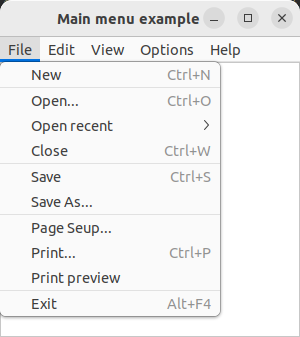 Main menu example
File Edit View Options Help
New Ctrl+N
Open... Ctrl+O
Open recent
Close Ctrl+W
Save Ctrl+S
Save As...
Page Seup...
Print... Ctrl+P
Print preview
Exit Alt+F4